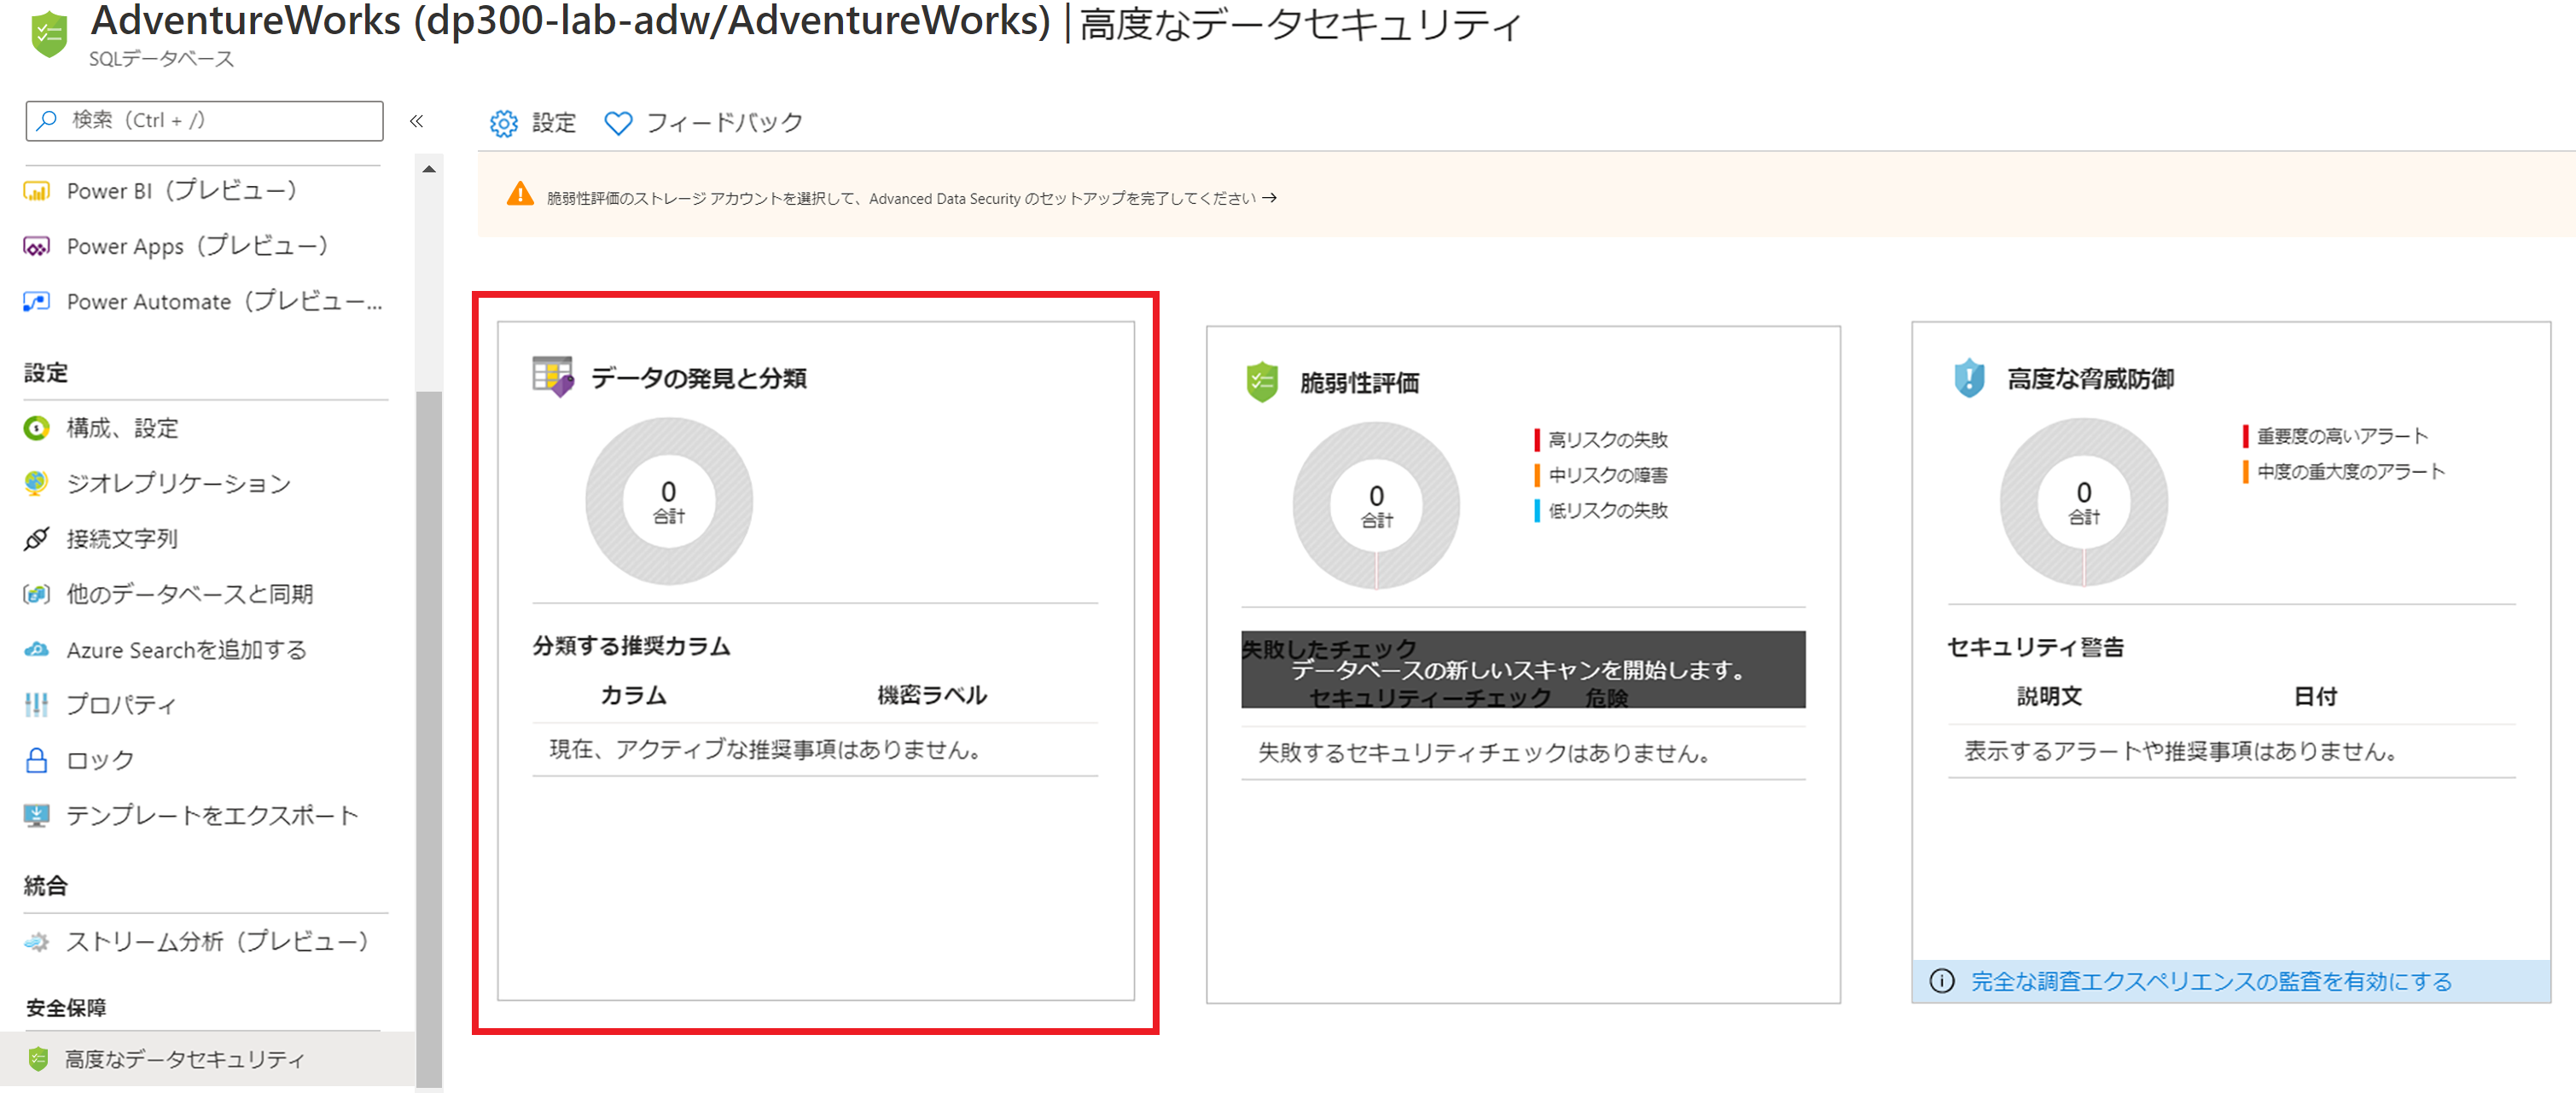 AdventureWorks (dp300-lab-adw/AdventureWorks) |高度なデータセキュリティ
SQLデータベース
検索（Ctrl + /）
«
設定
フィードバック
脆弱性評価のストレージ アカウントを選択して、Advanced Data Security のセットアップを完了してください →
Power BI（プレビュー）
Power Apps（プレビュー）
Power Automate（プレビュー...
設定
構成、設定
ジオレプリケーション
接続文字列
他のデータベースと同期
Azure Searchを追加する
プロパティ
ロック
テンプレートをエクスポート
統合
ストリーム分析（プレビュー）
安全保障
高度なデータセキュリティ
データの発見と分類
0
合計
分類する推奨カラム
カラム 機密ラベル
現在、アクティブな推奨事項はありません。
脆弱性評価
0
合計
高リスクの失敗
中リスクの障害
低リスクの失敗
失敗したチェック
データベースの新しいスキャンを開始します。
セキュリティーチェック 危険
失敗するセキュリティチェックはありません。
高度な脅威防御
0
合計
重要度の高いアラート
中度の重大度のアラート
セキュリティ警告
説明文 日付
表示するアラートや推奨事項はありません。
完全な調査エクスペリエンスの監査を有効にする